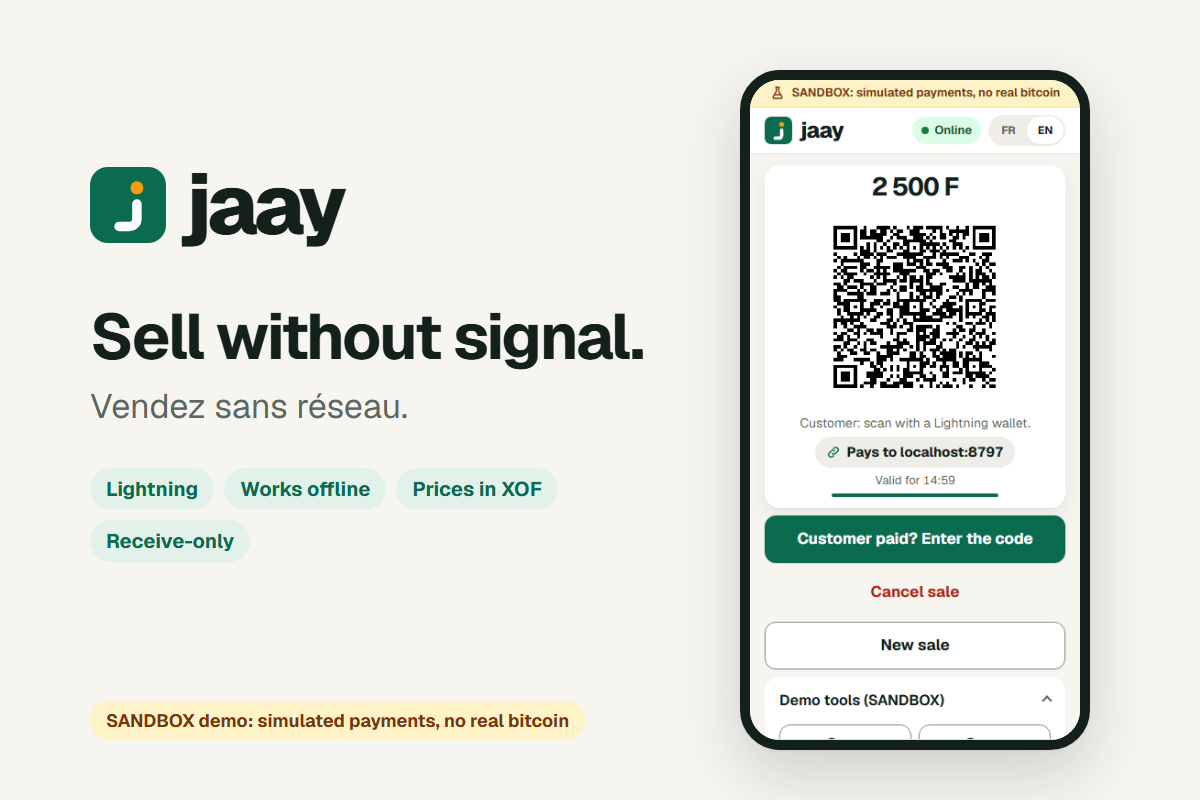 jaay
Sell without signal.
Vendez sans réseau.
Lightning
Works offline
Prices in XOF
Receive-only
SANDBOX demo: simulated payments, no real bitcoin
SANDBOX: simulated payments, no real bitcoin
jaay
Online
FR
EN
2 500 F
Customer: scan with a Lightning wallet.
Pays to localhost:8797
Valid for 14:59
Customer paid? Enter the code
Cancel sale
New sale
Demo tools (SANDBOX)